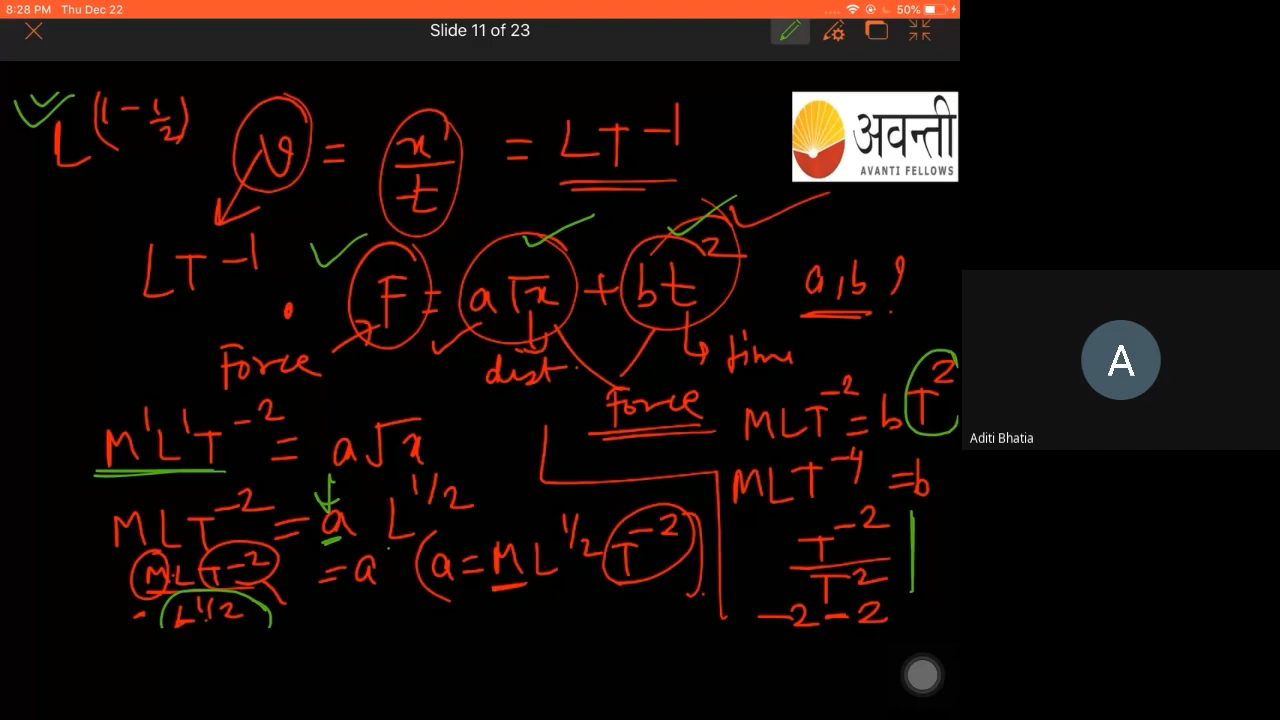 8:28 PM Thu Dec 22
50%
Slide 11 of 23
अवन्ती
AVANTI FELLOWS
L^(1 - 1/2)
v = x/t = LT^-1
LT^-1
F = a√x + bt^2
a, b ?
Force
dist.
time
Force
M^1L^1T^-2 = a√x
MLT^-2 = a L^1/2
MLT^-2 / L^1/2 = a (a = ML^1/2 T^-2)
MLT^-2 = bT^2
MLT^-4 = b
T^-2 / T^2
-2-2
A
Aditi Bhatia